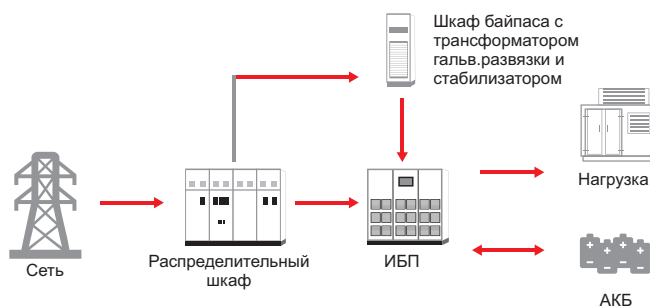 Шкаф байпаса с
трансформатором
гальв.развязки и
стабилизатором
Нагрузка
Сеть
Распределительный
шкаф
ИБП
АКБ